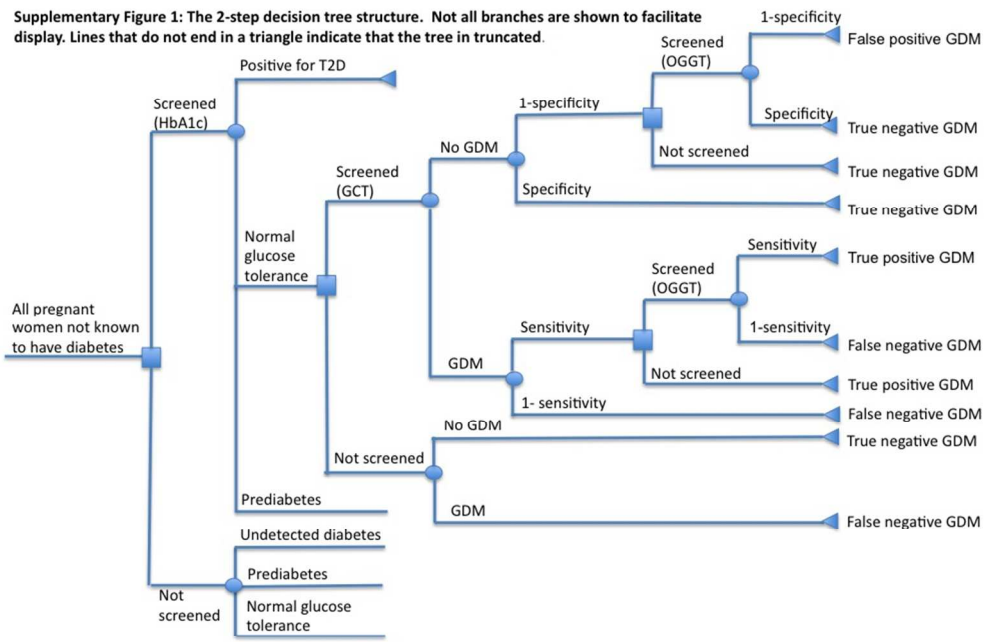 Supplementary Figure 1: The 2-step decision tree structure. Not all branches are shown to facilitate
display. Lines that do not end in a triangle indicate that the tree in truncated.
All pregnant
women not known
to have diabetes
Screened
(HbA1c)
Positive for T2D
Normal
glucose
tolerance
Screened
(GCT)
No GDM
1-specificity
Screened
(OGGT)
1-specificity
False positive GDM
Specificity
True negative GDM
Not screened
True negative GDM
Specificity
True negative GDM
GDM
Sensitivity
Screened
(OGGT)
Sensitivity
True positive GDM
1-sensitivity
False negative GDM
Not screened
True positive GDM
1- sensitivity
False negative GDM
Not screened
No GDM
True negative GDM
GDM
False negative GDM
Prediabetes
Not
screened
Undetected diabetes
Prediabetes
Normal glucose
tolerance